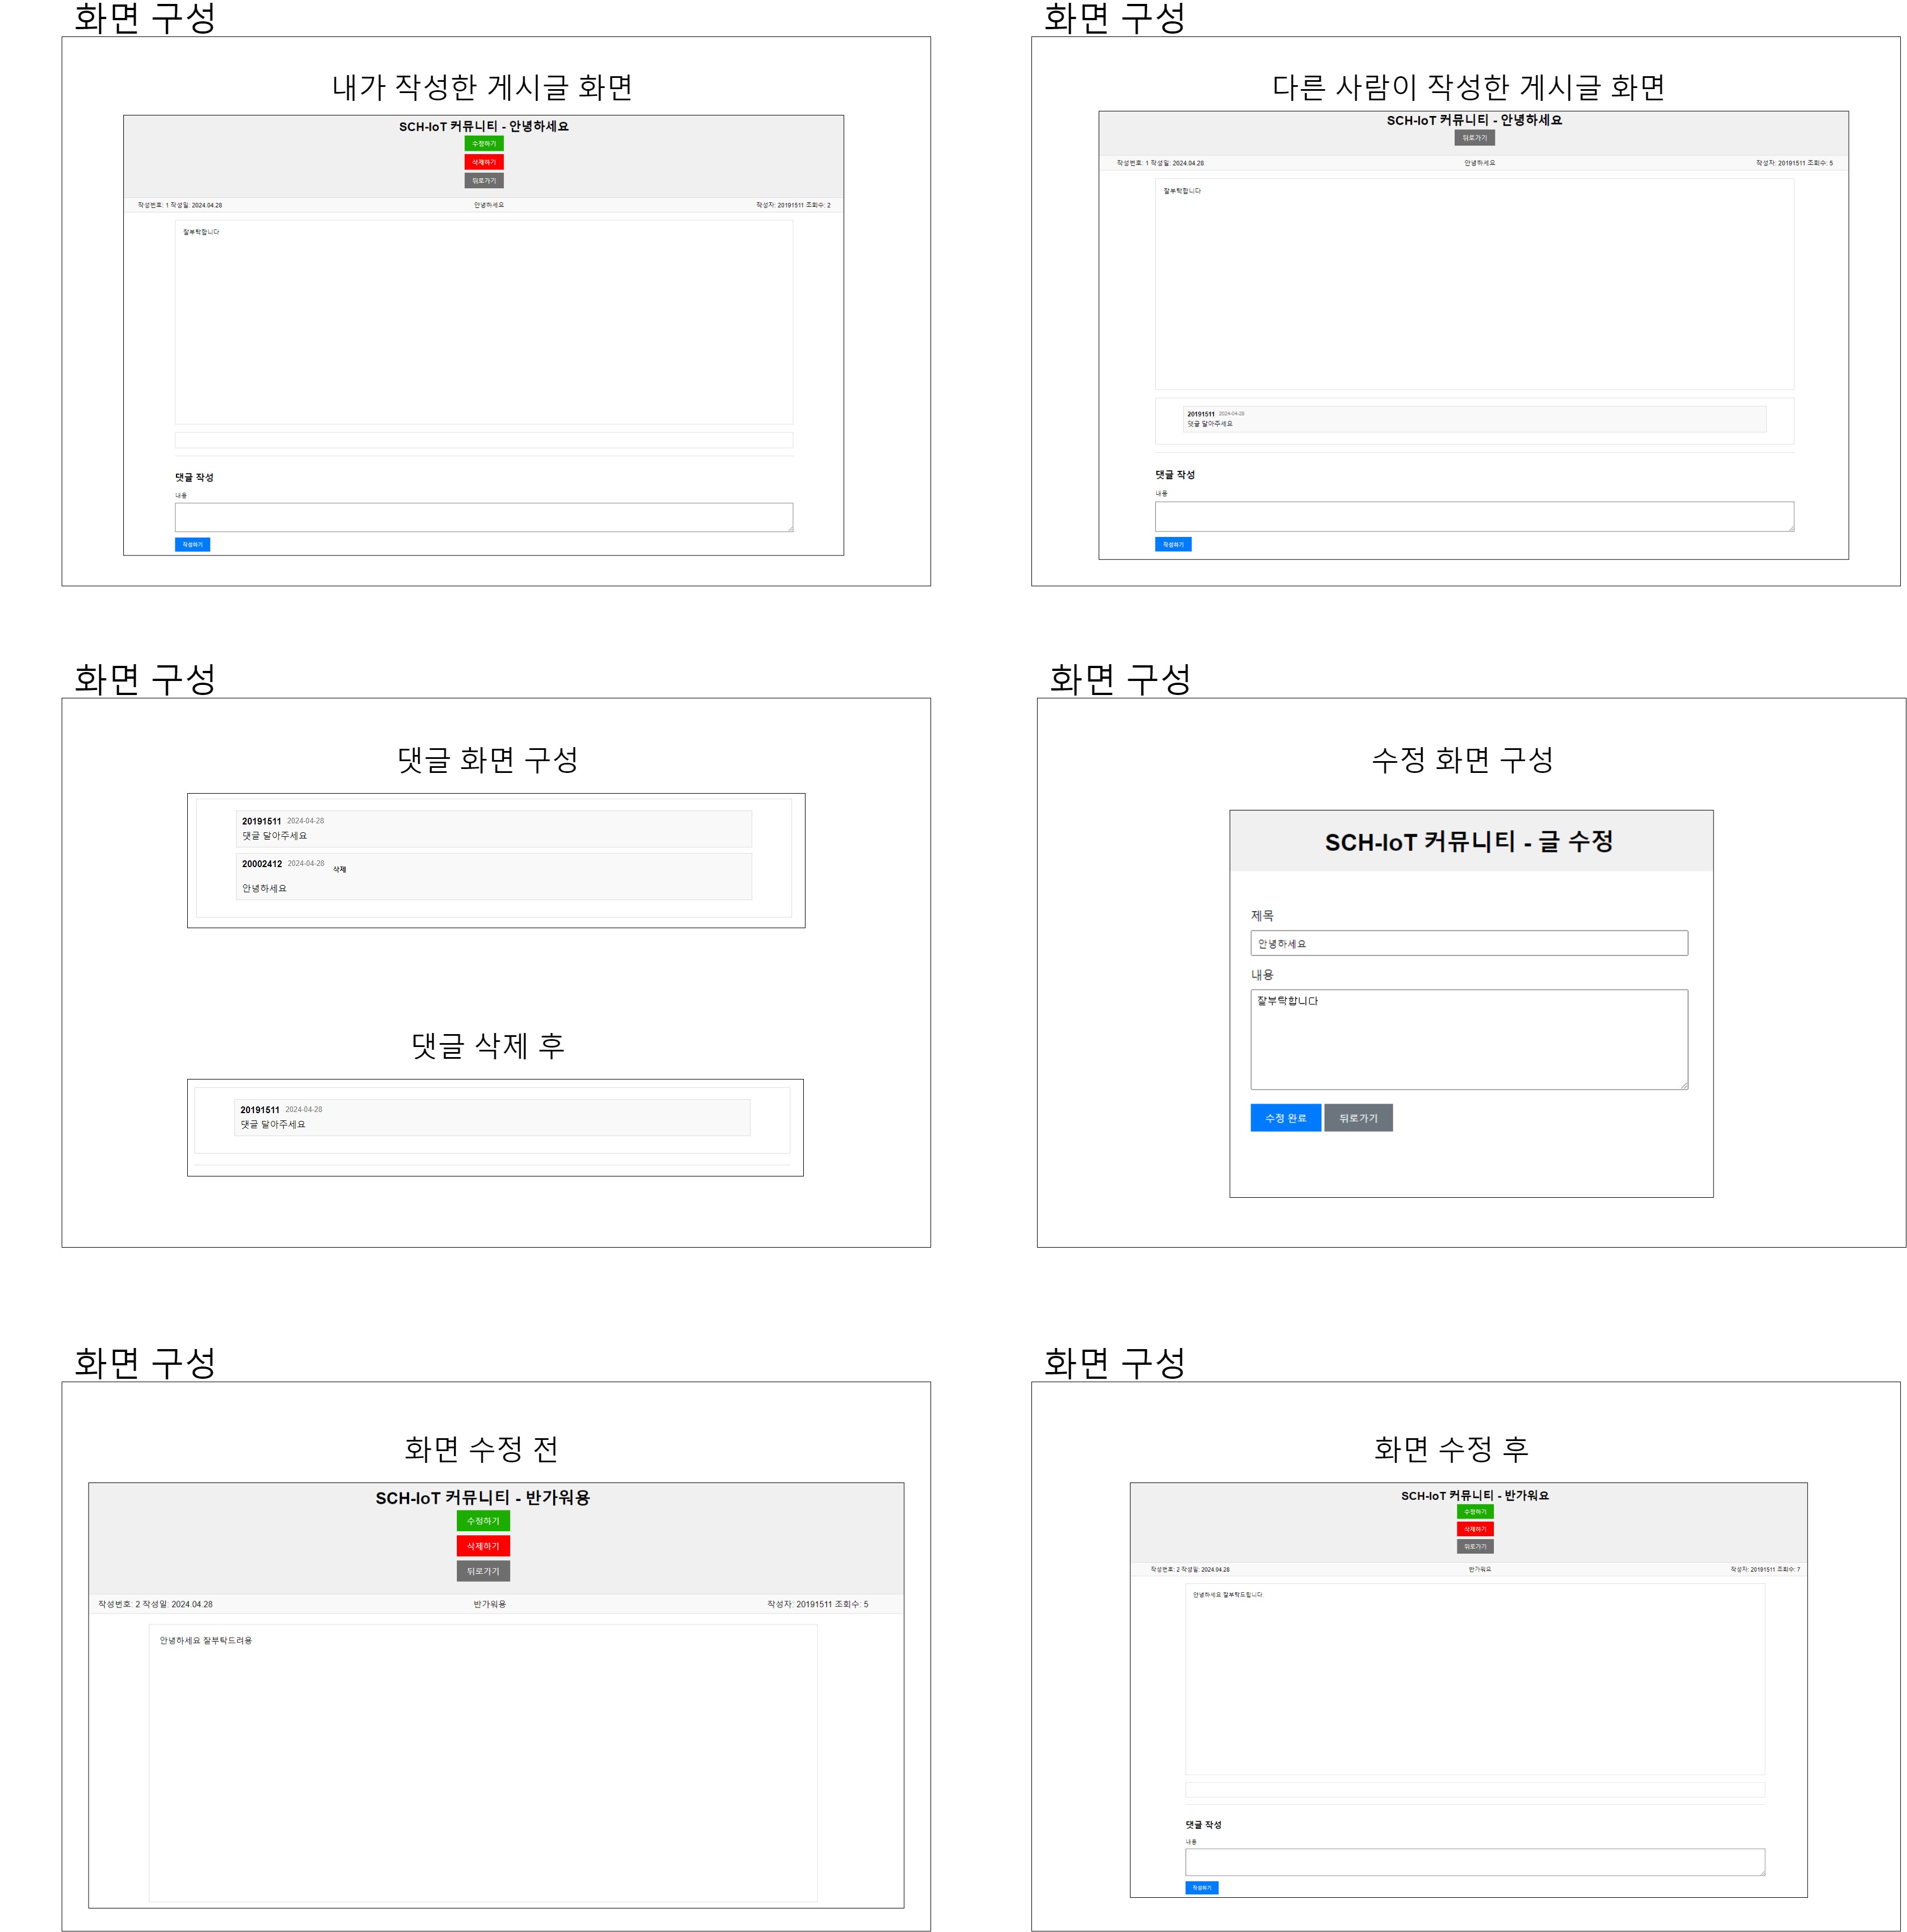 화면 구성
내가 작성한 게시글 화면
SCH-IoT 커뮤니티 - 안녕하세요
수정하기
삭제하기
뒤로가기
작성번호: 1 작성일: 2024.04.28 안녕하세요 작성자: 20191511 조회수: 2
잘부탁합니다
댓글 작성
내용
작성하기
화면 구성
다른 사람이 작성한 게시글 화면
SCH-IoT 커뮤니티 - 안녕하세요
뒤로가기
작성번호: 1 작성일: 2024.04.28 안녕하세요 작성자: 20191511 조회수: 5
잘부탁합니다
20191511 2024-04-28
댓글 달아주세요
댓글 작성
내용
작성하기
화면 구성
댓글 화면 구성
20191511 2024-04-28
댓글 달아주세요
20002412 2024-04-28 삭제
안녕하세요
댓글 삭제 후
20191511 2024-04-28
댓글 달아주세요
화면 구성
수정 화면 구성
SCH-IoT 커뮤니티 - 글 수정
제목
안녕하세요
내용
잘부탁합니다
수정 완료 뒤로가기
화면 구성
화면 수정 전
SCH-IoT 커뮤니티 - 반가워용
수정하기
삭제하기
뒤로가기
작성번호: 2 작성일: 2024.04.28 반가워용 작성자: 20191511 조회수: 5
안녕하세요 잘부탁드려용
화면 구성
화면 수정 후
SCH-IoT 커뮤니티 - 반가워요
수정하기
삭제하기
뒤로가기
작성번호: 2 작성일: 2024.04.28 반가워요 작성자: 20191511 조회수: 7
안녕하세요 잘부탁드립니다.
댓글 작성
내용
작성하기